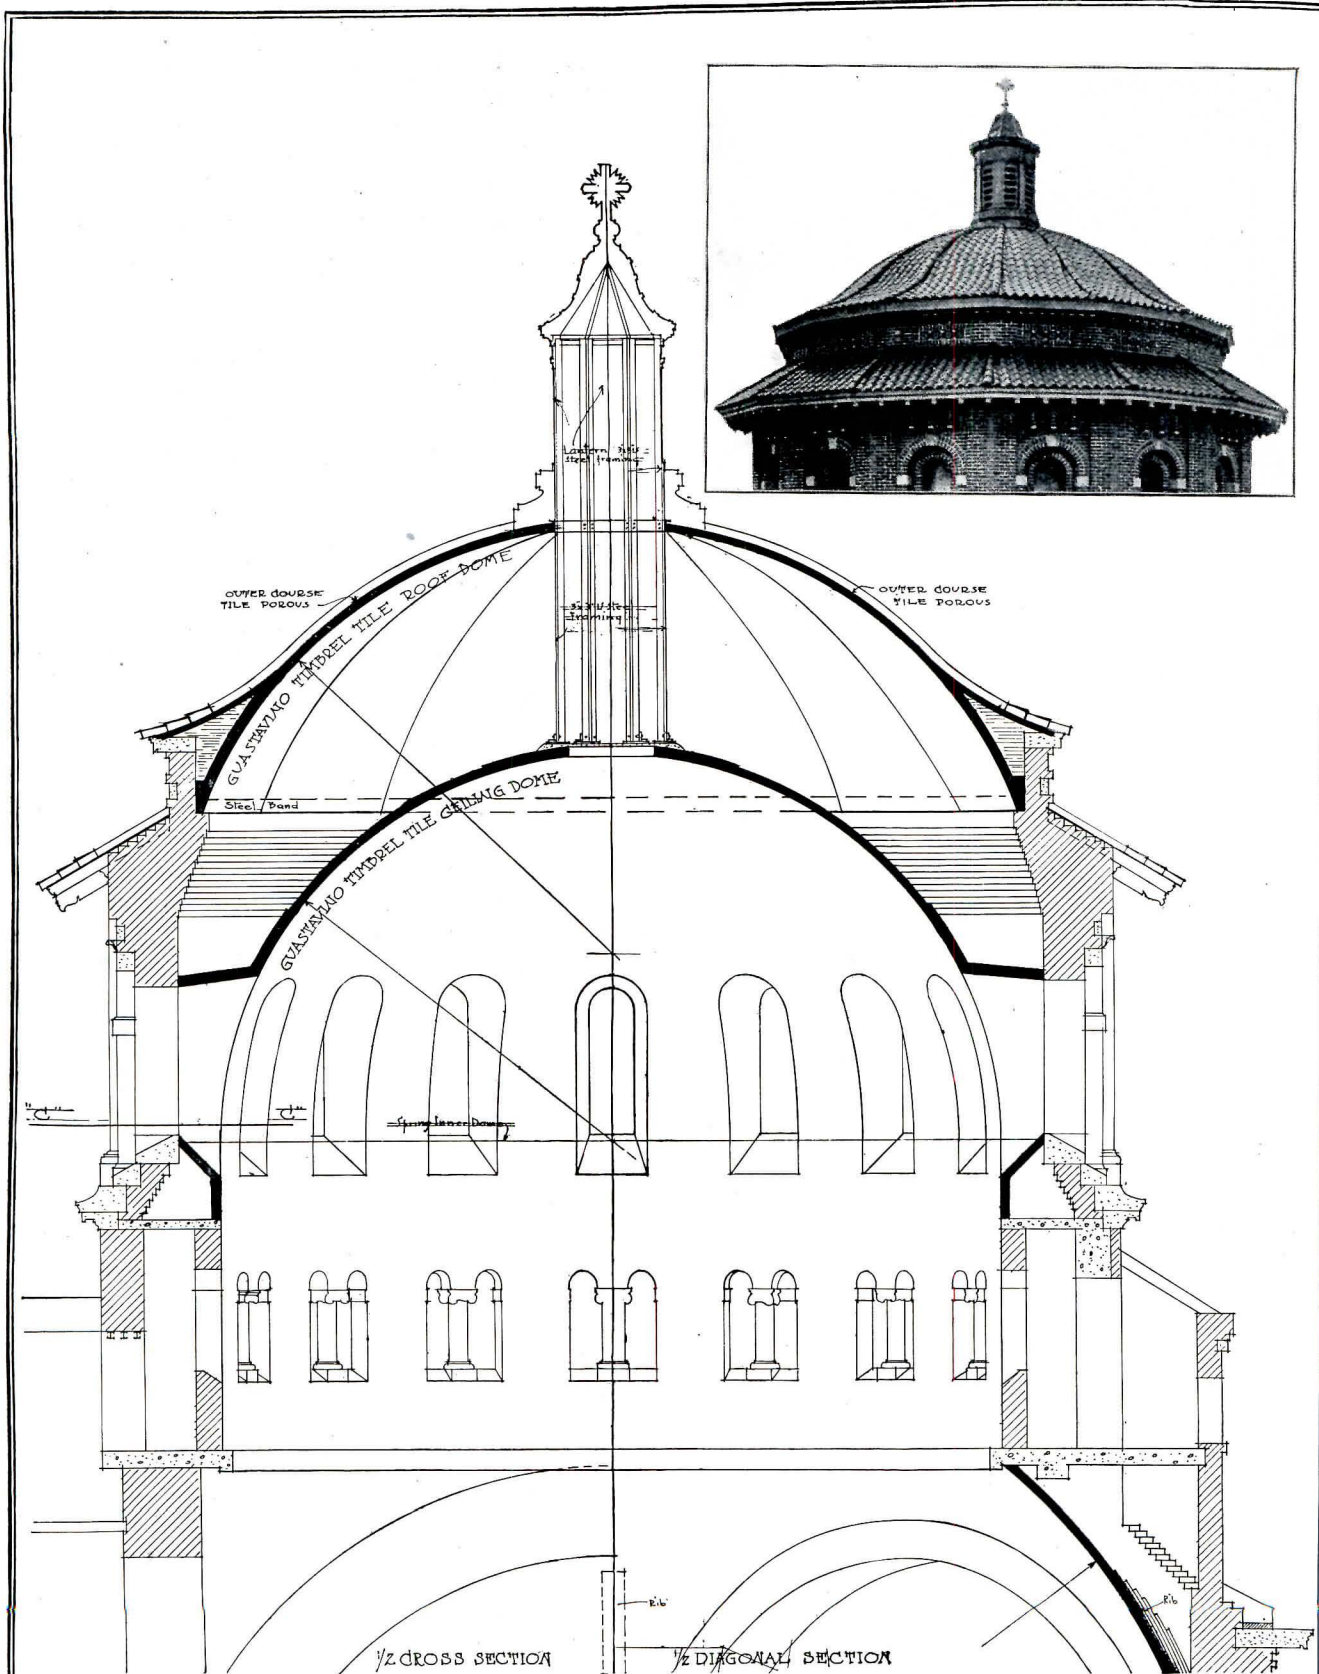 Lantern
steel framing
OUTER COURSE
TILE POROUS
OUTER COURSE
TILE POROUS
GUASTAVINO TIMBREL TILE ROOF DOME
framing
Steel Band
GUASTAVINO TIMBREL TILE CEILING DOME
"C" C"
Spring Inner Dome
Rib
Rib
1/2 CROSS SECTION
1/2 DIAGONAL SECTION